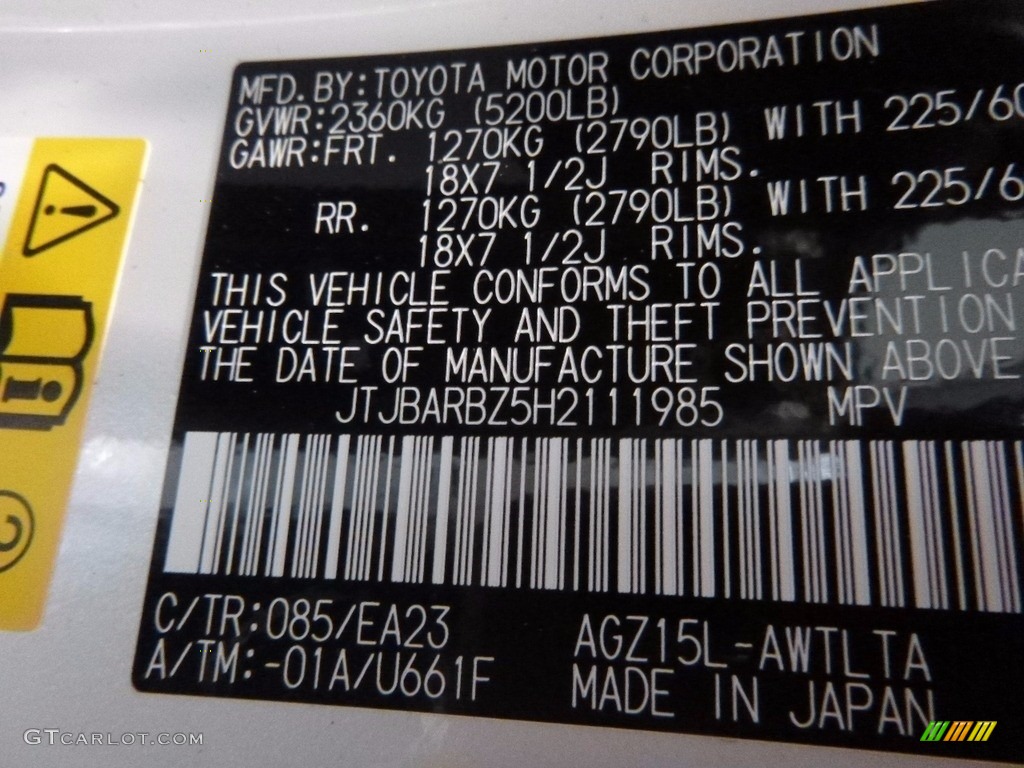 MFD. BY: TOYOTA MOTOR CORPORATION
GVWR: 2360KG (5200LB)
GAWR: FRT. 1270KG (2790LB) WITH 225/60
18X7 1/2J RIMS.
RR. 1270KG (2790LB) WITH 225/6
18X7 1/2J RIMS.
THIS VEHICLE CONFORMS TO ALL APPLICA
VEHICLE SAFETY AND THEFT PREVENTION
THE DATE OF MANUFACTURE SHOWN ABOVE
JTJBARBZ5H2111985 MPV
C/TR: 085/EA23 AGZ15L-AWTLTA
A/TM: -01A/U661F MADE IN JAPAN
GTCARLOT.COM